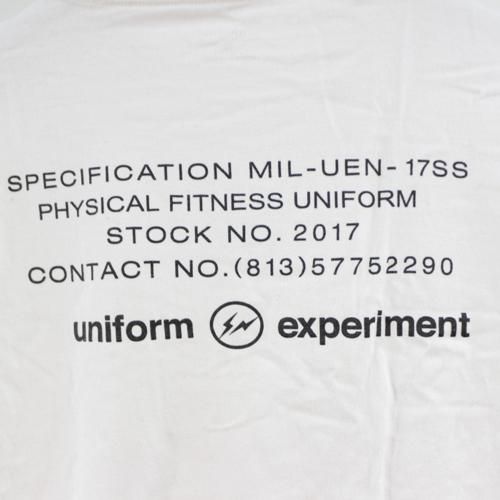 SPECIFICATION MIL-UEN-17SS
PHYSICAL FITNESS UNIFORM
STOCK NO. 2017
CONTACT NO.(813)57752290
uniform experiment